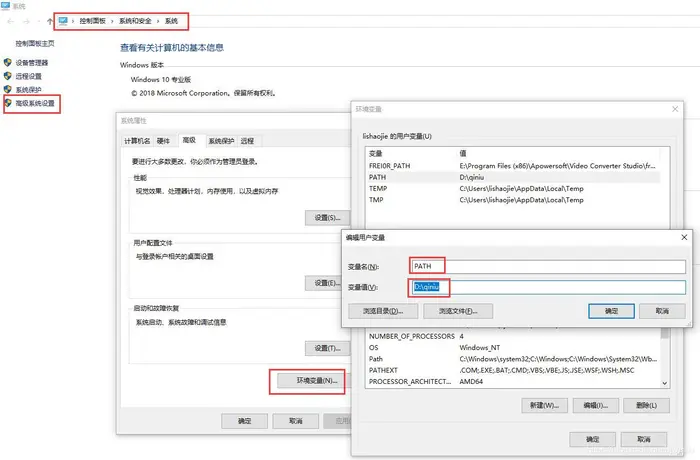 系统
控制面板 › 系统和安全 › 系统
控制面板主页
设备管理器
远程设置
系统保护
高级系统设置
查看有关计算机的基本信息
Windows 版本
Windows 10 专业版
© 2018 Microsoft Corporation。保留所有权利。
系统属性
计算机名 硬件 高级 系统保护 远程
要进行大多数更改，你必须作为管理员登录。
性能
视觉效果，处理器计划，内存使用，以及虚拟内存
设置(S)...
用户配置文件
与登录帐户相关的桌面设置
设置(E)...
启动和故障恢复
系统启动、系统故障和调试信息
设置(T)...
环境变量(N)...
确定 取消
环境变量
lishaojie 的用户变量(U)
变量 值
FREI0R_PATH E:\Program Files (x86)\Apowersoft\Video Converter Studio\fr...
PATH D:\qiniu
TEMP C:\Users\lishaojie\AppData\Local\Temp
TMP C:\Users\lishaojie\AppData\Local\Temp
编辑用户变量
变量名(N): PATH
变量值(V): D:\qiniu
浏览目录(D)... 浏览文件(F)... 确定 取消
NUMBER_OF_PROCESSORS 4
OS Windows_NT
Path C:\Windows\system32;C:\Windows;C:\Windows\System32\Wb...
PATHEXT .COM;.EXE;.BAT;.CMD;.VBS;.VBE;.JS;.JSE;.WSF;.WSH;.MSC
PROCESSOR_ARCHITECT... AMD64
新建(W)... 编辑(I)... 删除(L)
确定 取消